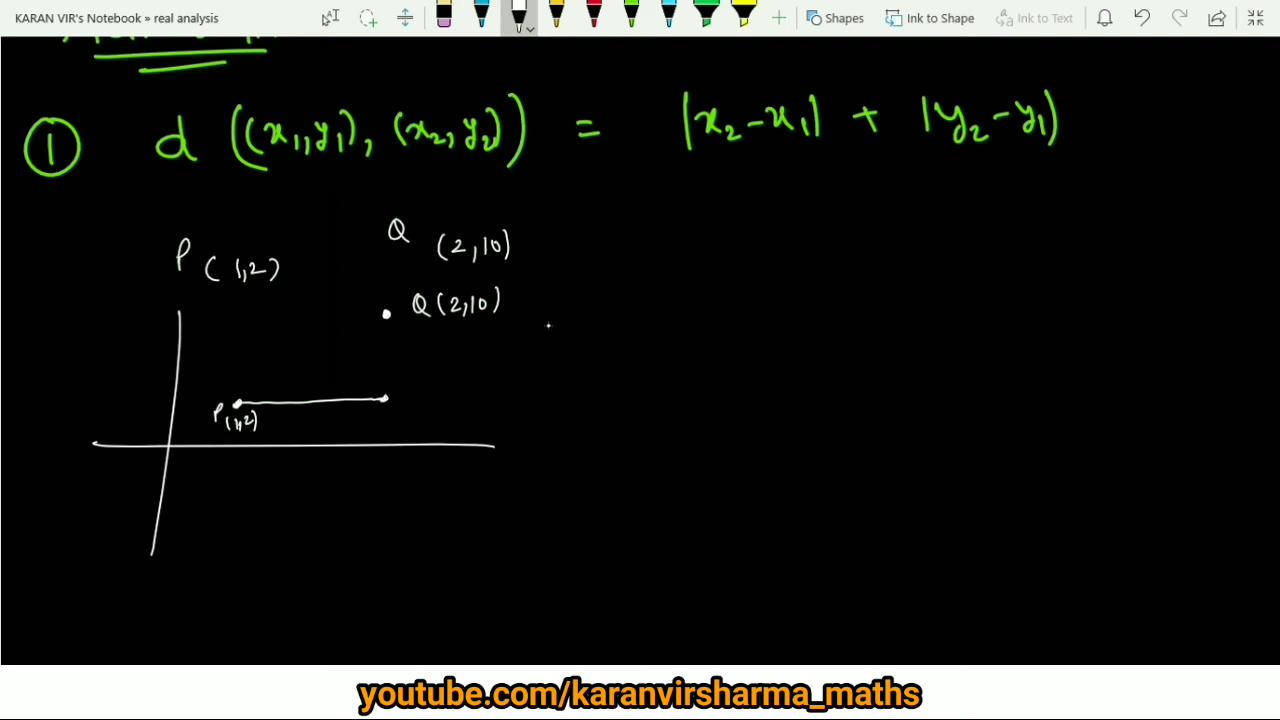 KARAN VIR's Notebook » real analysis
Shapes
Ink to Shape
Ink to Text
① d ((x₁,y₁), (x₂,y₂)) = |x₂-x₁| + |y₂-y₁|
P (1,2)
Q (2,10)
Q(2,10)
P(1,2)
youtube.com/karanvirsharma_maths